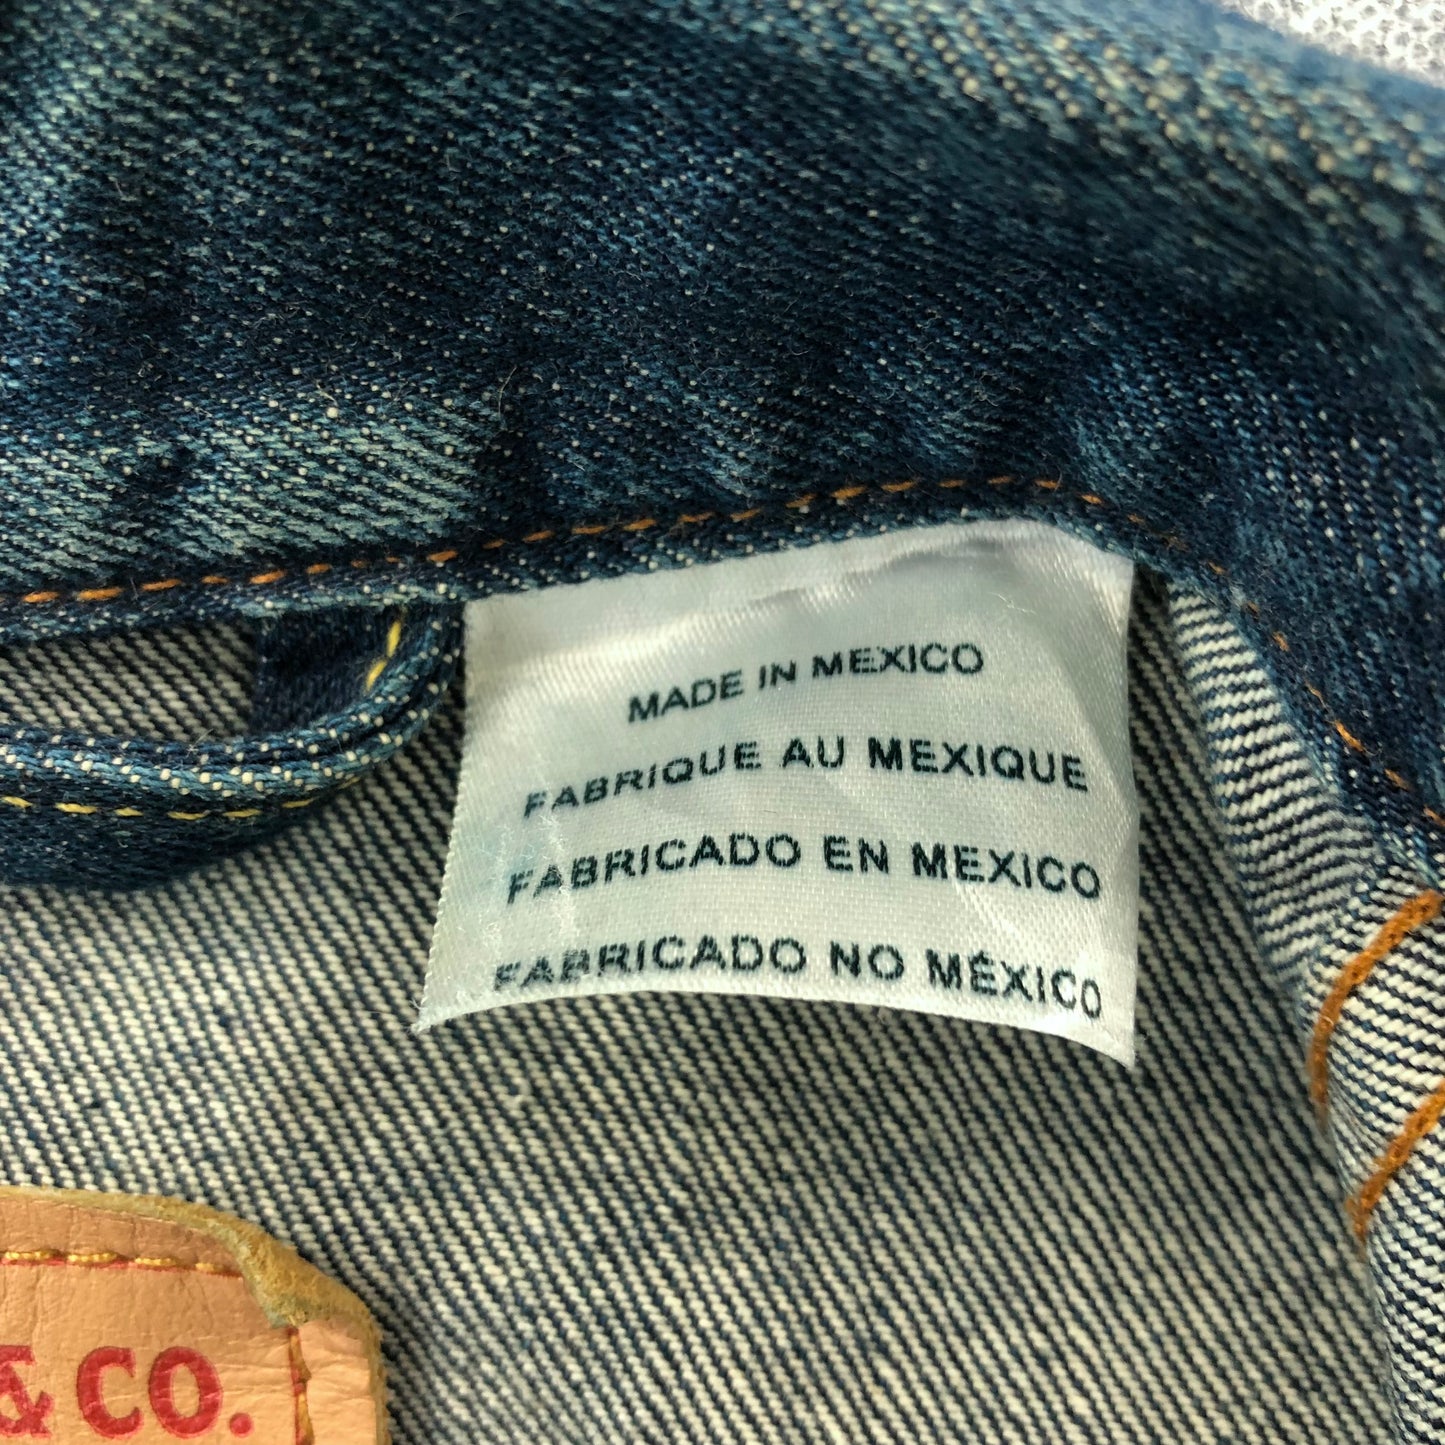 MADE IN MEXICO
FABRIQUE AU MEXIQUE
FABRICADO EN MEXICO
FABRICADO NO MÉXICO
& CO.